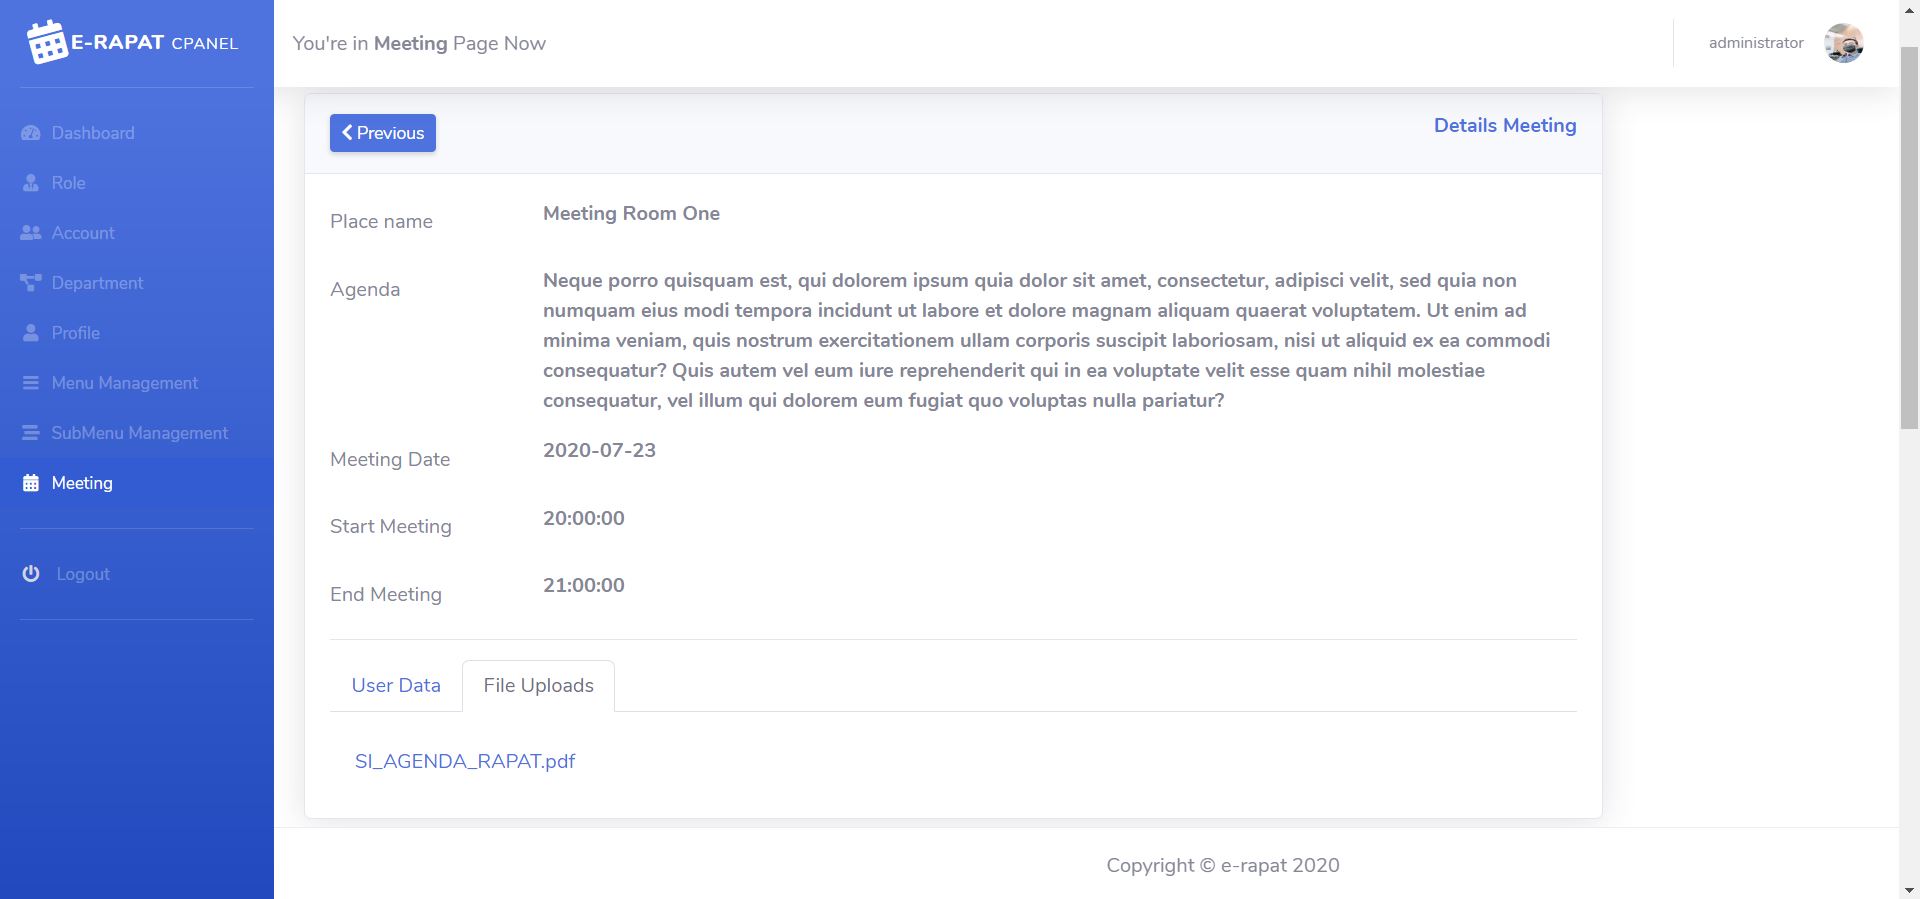 E-RAPAT CPANEL
You're in Meeting Page Now
administrator
Dashboard
Role
Account
Department
Profile
Menu Management
SubMenu Management
Meeting
Logout
Previous
Details Meeting
Place name
Meeting Room One
Agenda
Neque porro quisquam est, qui dolorem ipsum quia dolor sit amet, consectetur, adipisci velit, sed quia non
numquam eius modi tempora incidunt ut labore et dolore magnam aliquam quaerat voluptatem. Ut enim ad
minima veniam, quis nostrum exercitationem ullam corporis suscipit laboriosam, nisi ut aliquid ex ea commodi
consequatur? Quis autem vel eum iure reprehenderit qui in ea voluptate velit esse quam nihil molestiae
consequatur, vel illum qui dolorem eum fugiat quo voluptas nulla pariatur?
Meeting Date
2020-07-23
Start Meeting
20:00:00
End Meeting
21:00:00
User Data
File Uploads
SI_AGENDA_RAPAT.pdf
Copyright © e-rapat 2020